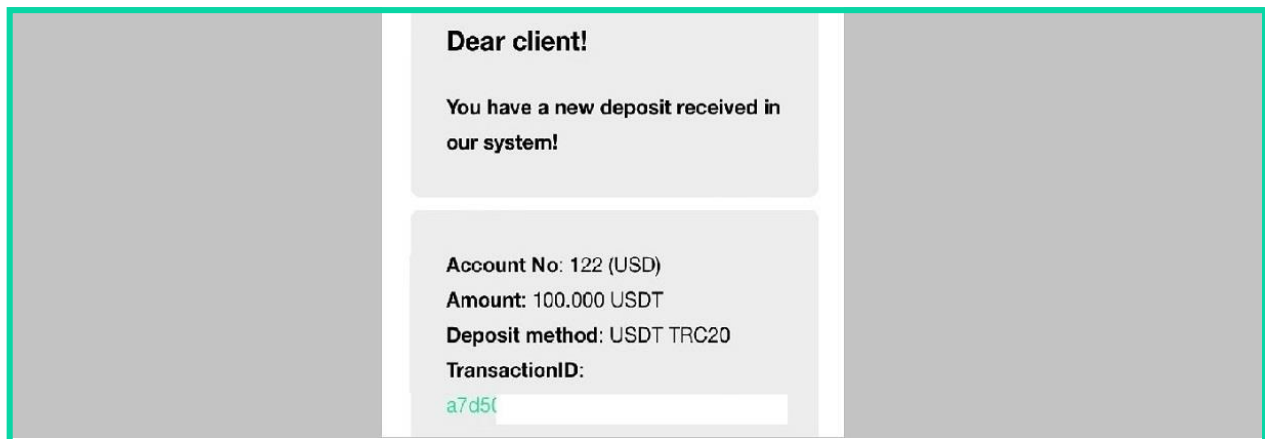 Dear client!
You have a new deposit received in
our system!
Account No: 122 (USD)
Amount: 100.000 USDT
Deposit method: USDT TRC20
TransactionID:
a7d50